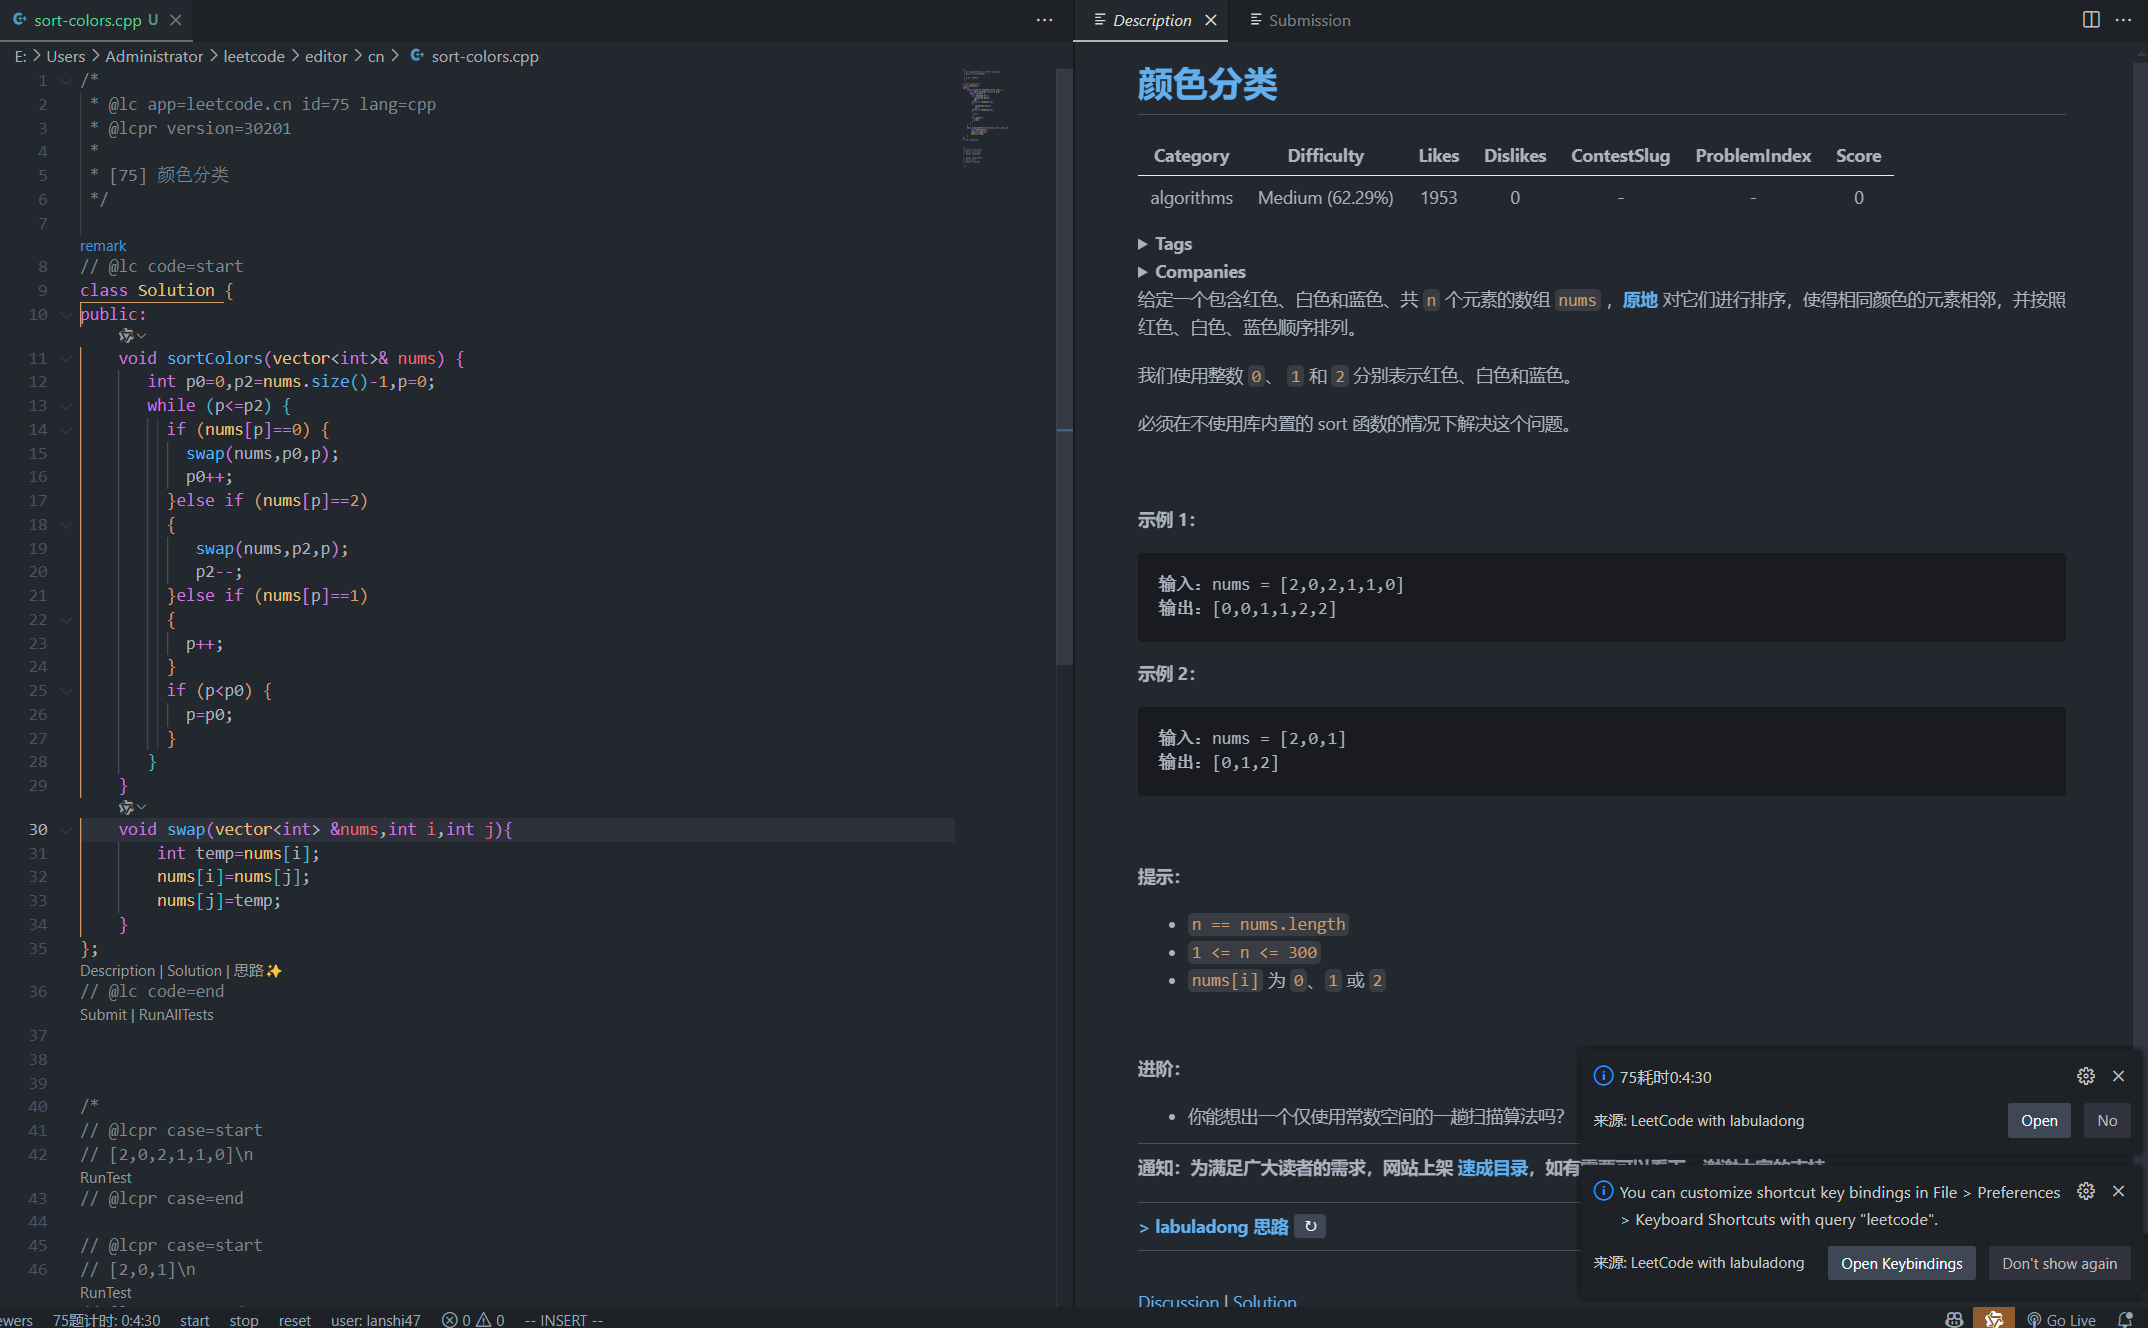 sort-colors.cpp U
E: > Users > Administrator > leetcode > editor > cn > sort-colors.cpp
1 /*
2 * @lc app=leetcode.cn id=75 lang=cpp
3 * @lcpr version=30201
4 *
5 * [75] 颜色分类
6 */
7
remark
8 // @lc code=start
9 class Solution {
10 public:
11 void sortColors(vector<int>& nums) {
12 int p0=0,p2=nums.size()-1,p=0;
13 while (p<=p2) {
14 if (nums[p]==0) {
15 swap(nums,p0,p);
16 p0++;
17 }else if (nums[p]==2)
18 {
19 swap(nums,p2,p);
20 p2--;
21 }else if (nums[p]==1)
22 {
23 p++;
24 }
25 if (p<p0) {
26 p=p0;
27 }
28 }
29 }
30 void swap(vector<int> &nums,int i,int j){
31 int temp=nums[i];
32 nums[i]=nums[j];
33 nums[j]=temp;
34 }
35 };
Description | Solution | 思路✨
36 // @lc code=end
Submit | RunAllTests
37
38
39
40 /*
41 // @lcpr case=start
42 // [2,0,2,1,1,0]\n
RunTest
43 // @lcpr case=end
44
45 // @lcpr case=start
46 // [2,0,1]\n
RunTest
Description
Submission
颜色分类
Category Difficulty Likes Dislikes ContestSlug ProblemIndex Score
algorithms Medium (62.29%) 1953 0 - - 0
Tags
Companies
给定一个包含红色、白色和蓝色、共 n 个元素的数组 nums ，原地 对它们进行排序，使得相同颜色的元素相邻，并按照
红色、白色、蓝色顺序排列。
我们使用整数 0、 1 和 2 分别表示红色、白色和蓝色。
必须在不使用库内置的 sort 函数的情况下解决这个问题。
示例 1：
输入：nums = [2,0,2,1,1,0]
输出：[0,0,1,1,2,2]
示例 2：
输入：nums = [2,0,1]
输出：[0,1,2]
提示：
• n == nums.length
• 1 <= n <= 300
• nums[i] 为 0、1 或 2
进阶：
• 你能想出一个仅使用常数空间的一趟扫描算法吗？
通知：为满足广大读者的需求，网站上架 速成目录，如有
> labuladong 思路 ↻
Discussion | Solution
75耗时0:4:30
来源: LeetCode with labuladong
Open
No
You can customize shortcut key bindings in File > Preferences
> Keyboard Shortcuts with query "leetcode".
来源: LeetCode with labuladong
Open Keybindings
Don't show again
ewers 75题计时: 0:4:30 start stop reset user: lanshi47 0 0 -- INSERT -- Go Live